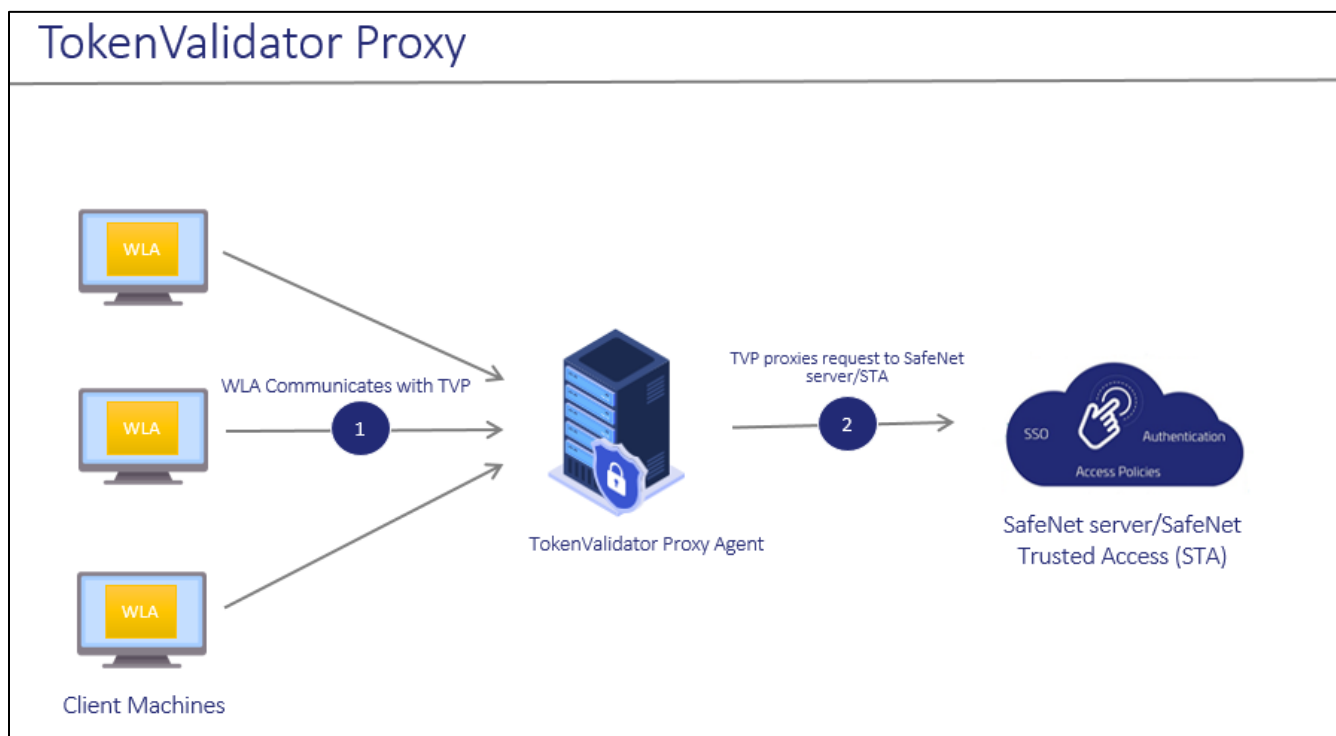 TokenValidator Proxy
WLA
WLA Communicates with TVP
1
WLA
WLA
Client Machines
TokenValidator Proxy Agent
TVP proxies request to SafeNet
server/STA
2
SSO
Authentication
Access Policies
SafeNet server/SafeNet
Trusted Access (STA)